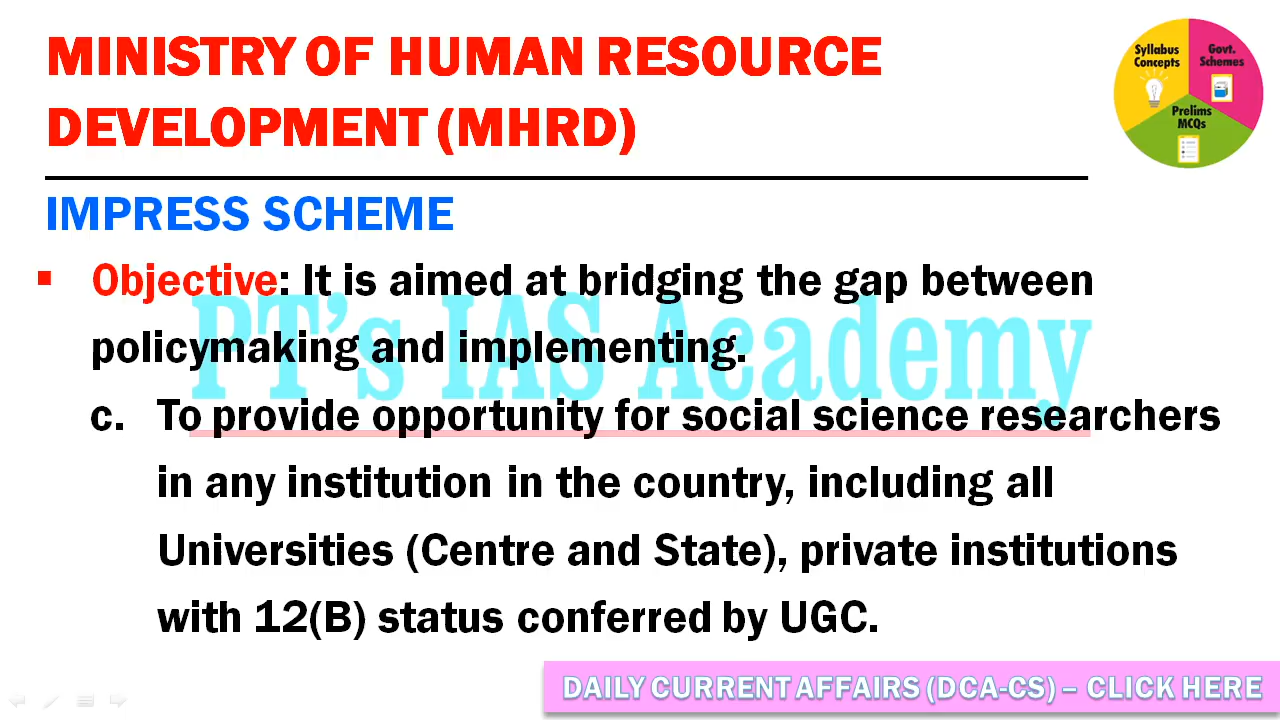 MINISTRY OF HUMAN RESOURCE
DEVELOPMENT (MHRD)
Syllabus
Concepts
Govt.
Schemes
Prelims
MCQs
IMPRESS SCHEME
▪ Objective: It is aimed at bridging the gap between
policymaking and implementing.
PT's IAS Academy
c. To provide opportunity for social science researchers
in any institution in the country, including all
Universities (Centre and State), private institutions
with 12(B) status conferred by UGC.
DAILY CURRENT AFFAIRS (DCA-CS) – CLICK HERE